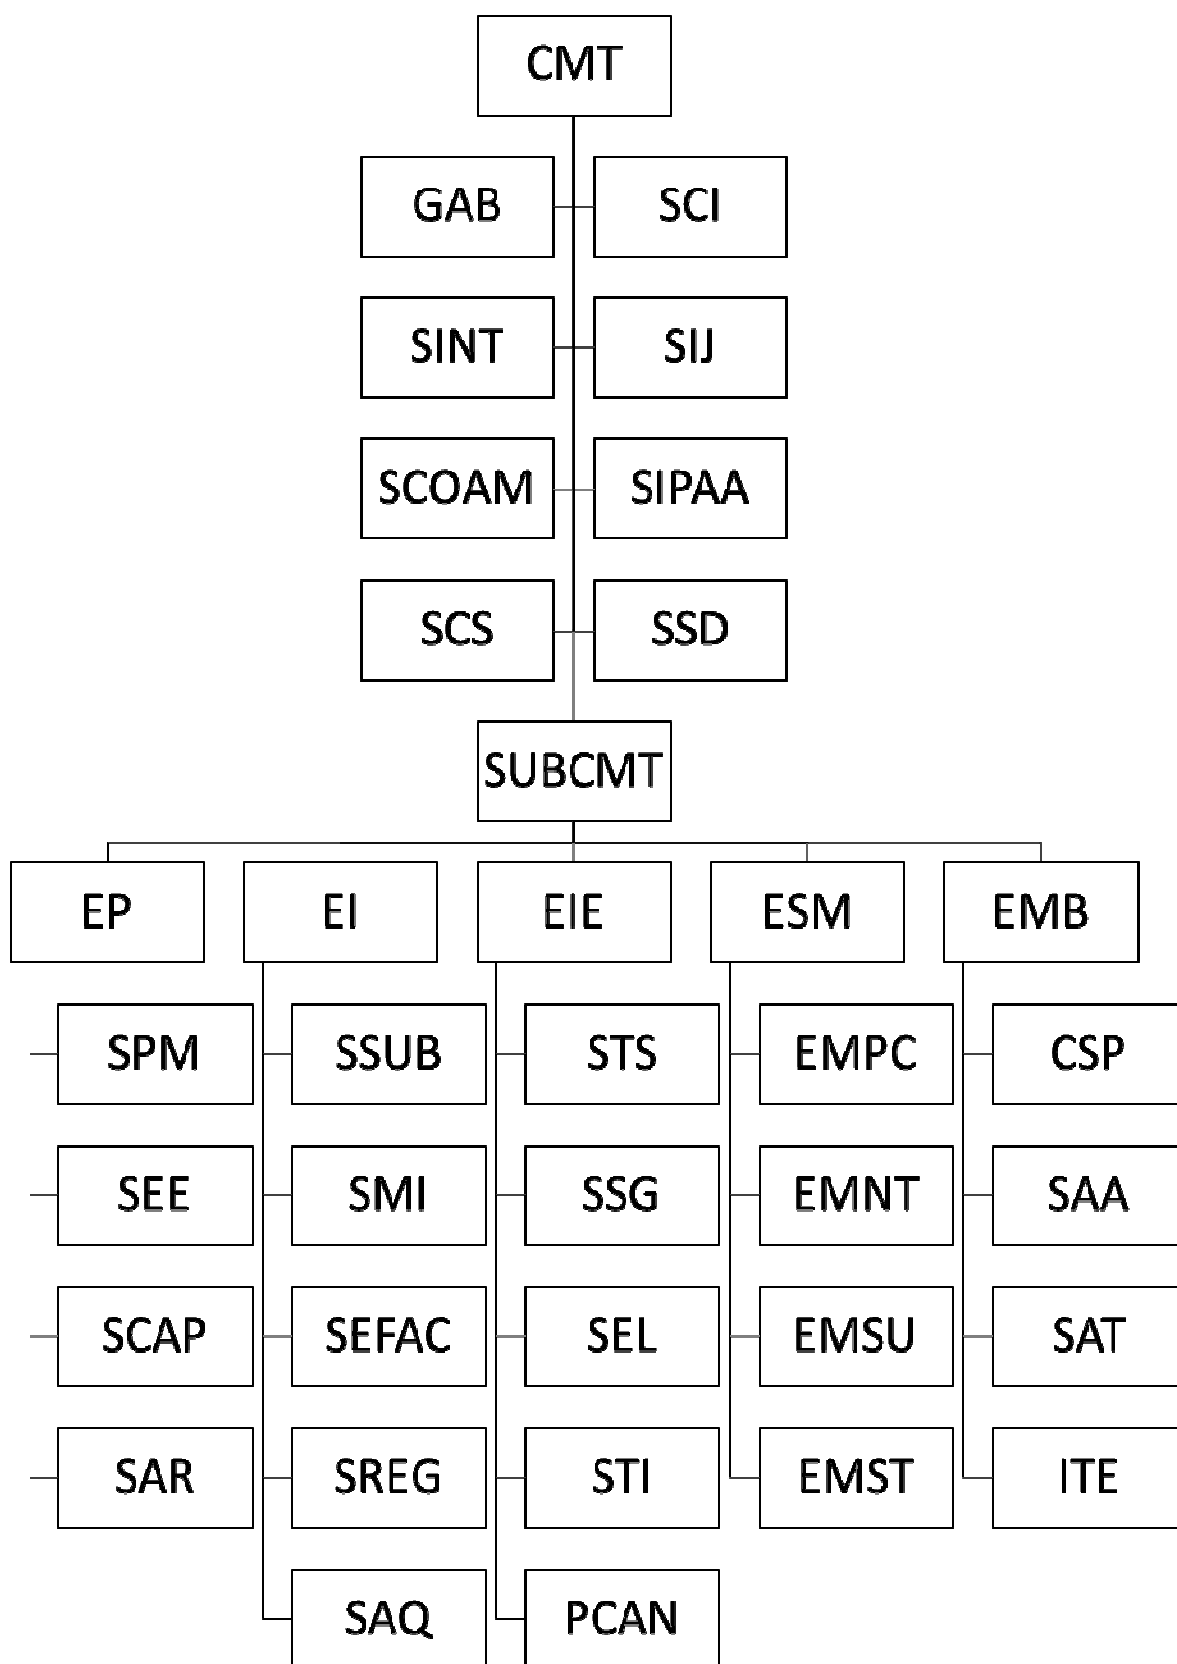 CMT
GAB SCI
SINT SIJ
SCOAM SIPAA
SCS SSD
SUBCMT
EP EI EIE ESM EMB
SPM SSUB STS EMPC CSP
SEE SMI SSG EMNT SAA
SCAP SEFAC SEL EMSU SAT
SAR SREG STI EMST ITE
SAQ PCAN